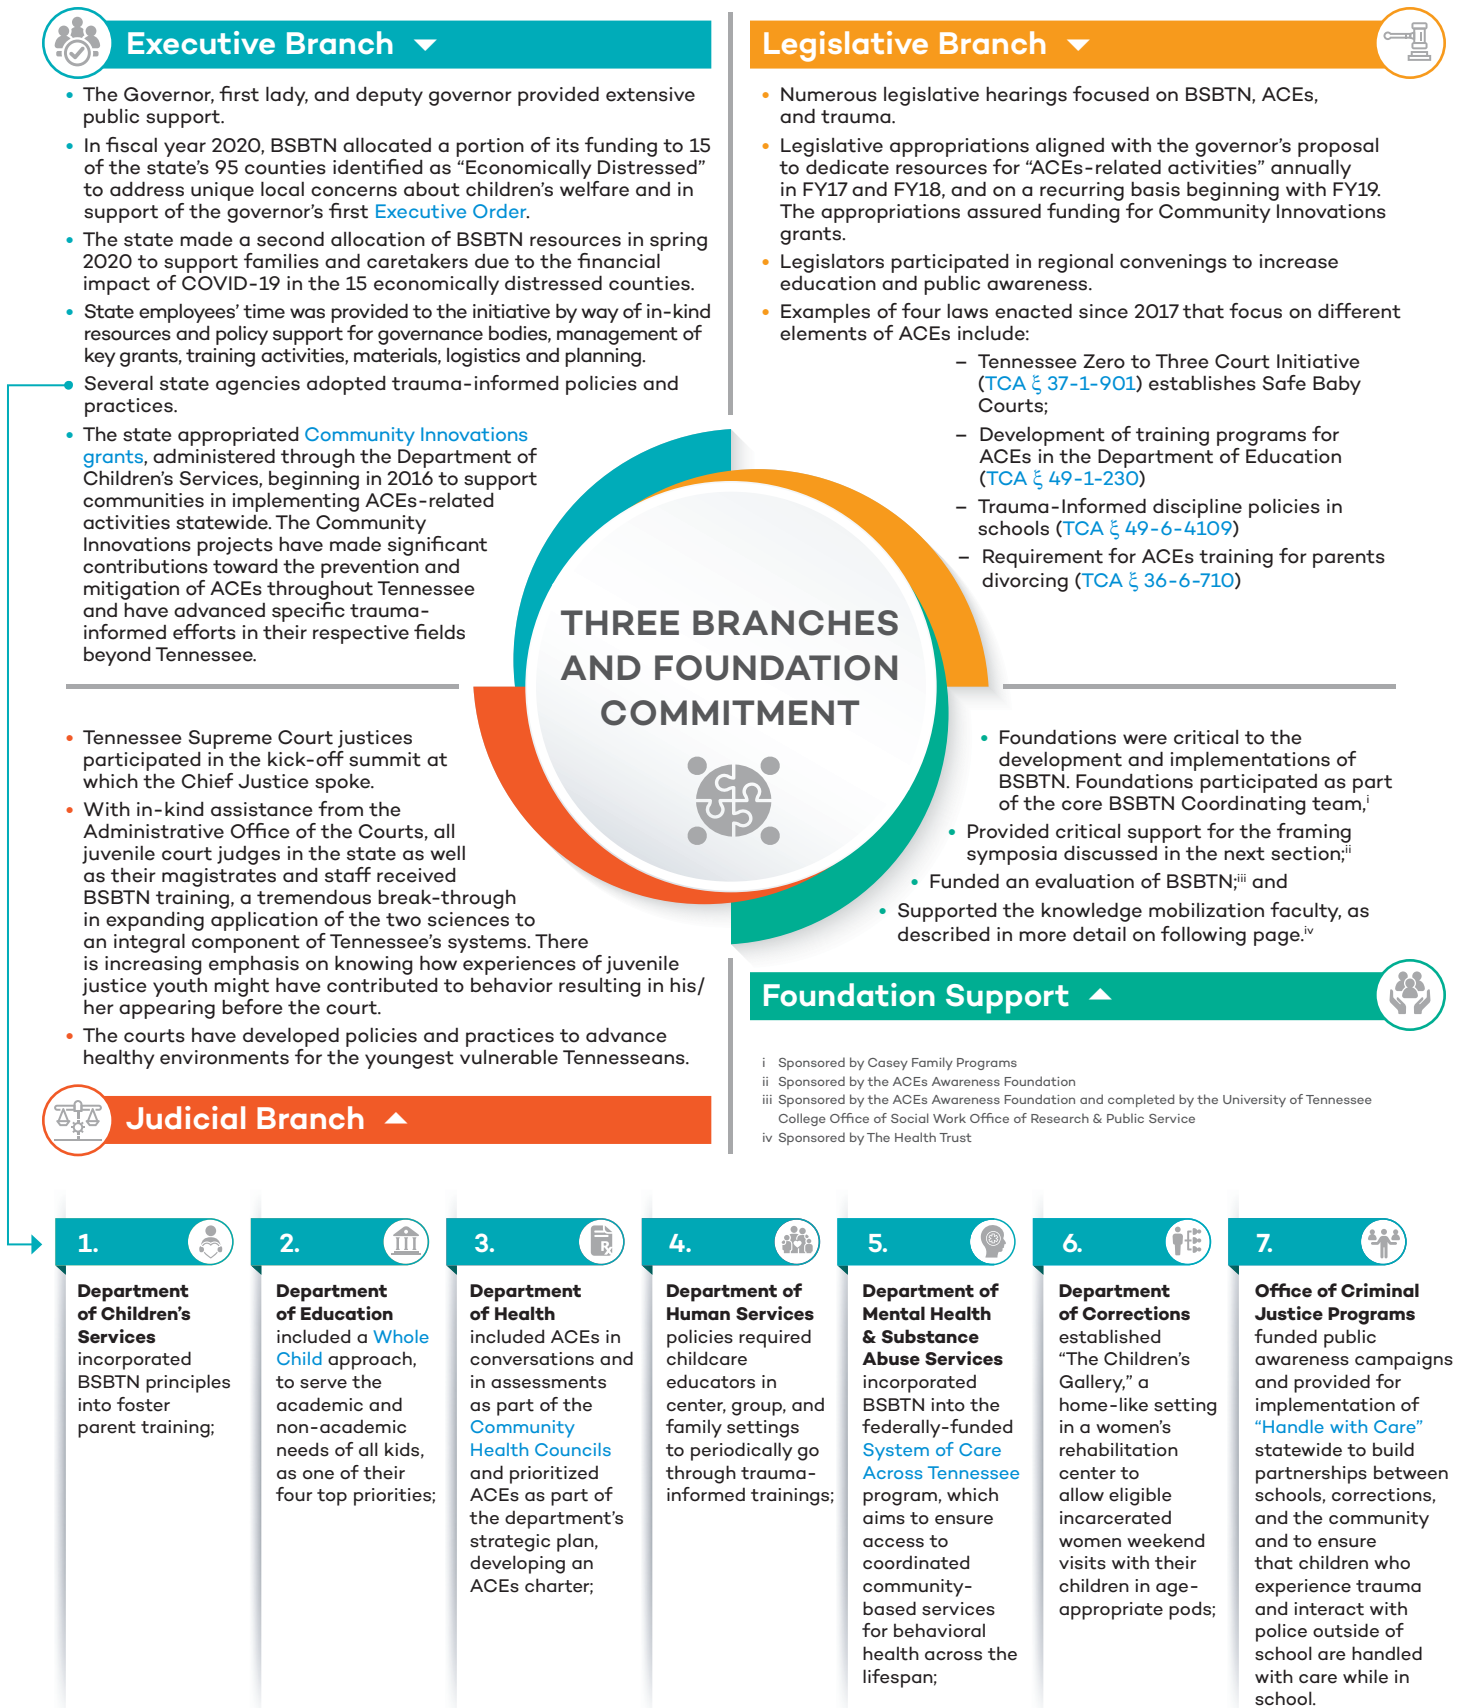 Executive Branch
• The Governor, first lady, and deputy governor provided extensive
public support.
• In fiscal year 2020, BSBTN allocated a portion of its funding to 15
of the state's 95 counties identified as "Economically Distressed"
to address unique local concerns about children's welfare and in
support of the governor's first Executive Order.
• The state made a second allocation of BSBTN resources in spring
2020 to support families and caretakers due to the financial
impact of COVID-19 in the 15 economically distressed counties.
• State employees' time was provided to the initiative by way of in-kind
resources and policy support for governance bodies, management of
key grants, training activities, materials, logistics and planning.
• Several state agencies adopted trauma-informed policies and
practices.
• The state appropriated Community Innovations
grants, administered through the Department of
Children's Services, beginning in 2016 to support
communities in implementing ACEs-related
activities statewide. The Community
Innovations projects have made significant
contributions toward the prevention and
mitigation of ACEs throughout Tennessee
and have advanced specific trauma-
informed efforts in their respective fields
beyond Tennessee.
Legislative Branch
• Numerous legislative hearings focused on BSBTN, ACEs,
and trauma.
• Legislative appropriations aligned with the governor's proposal
to dedicate resources for "ACEs-related activities" annually
in FY17 and FY18, and on a recurring basis beginning with FY19.
The appropriations assured funding for Community Innovations
grants.
• Legislators participated in regional convenings to increase
education and public awareness.
• Examples of four laws enacted since 2017 that focus on different
elements of ACEs include:
– Tennessee Zero to Three Court Initiative
(TCA ξ 37-1-901) establishes Safe Baby
Courts;
– Development of training programs for
ACEs in the Department of Education
(TCA ξ 49-1-230)
– Trauma-Informed discipline policies in
schools (TCA ξ 49-6-4109)
– Requirement for ACEs training for parents
divorcing (TCA ξ 36-6-710)
THREE BRANCHES
AND FOUNDATION
COMMITMENT
• Tennessee Supreme Court justices
participated in the kick-off summit at
which the Chief Justice spoke.
• With in-kind assistance from the
Administrative Office of the Courts, all
juvenile court judges in the state as well
as their magistrates and staff received
BSBTN training, a tremendous break-through
in expanding application of the two sciences to
an integral component of Tennessee's systems. There
is increasing emphasis on knowing how experiences of juvenile
justice youth might have contributed to behavior resulting in his/
her appearing before the court.
• The courts have developed policies and practices to advance
healthy environments for the youngest vulnerable Tennesseans.
Judicial Branch
• Foundations were critical to the
development and implementations of
BSBTN. Foundations participated as part
of the core BSBTN Coordinating team,i
• Provided critical support for the framing
symposia discussed in the next section;ii
• Funded an evaluation of BSBTN;iii and
• Supported the knowledge mobilization faculty, as
described in more detail on following page.iv
Foundation Support
i Sponsored by Casey Family Programs
ii Sponsored by the ACEs Awareness Foundation
iii Sponsored by the ACEs Awareness Foundation and completed by the University of Tennessee
College Office of Social Work Office of Research & Public Service
iv Sponsored by The Health Trust
1.
Department
of Children's
Services
incorporated
BSBTN principles
into foster
parent training;
2.
Department
of Education
included a Whole
Child approach,
to serve the
academic and
non-academic
needs of all kids,
as one of their
four top priorities;
3.
Department
of Health
included ACEs in
conversations and
in assessments
as part of the
Community
Health Councils
and prioritized
ACEs as part of
the department's
strategic plan,
developing an
ACEs charter;
4.
Department of
Human Services
policies required
childcare
educators in
center, group, and
family settings
to periodically go
through trauma-
informed trainings;
5.
Department of
Mental Health
& Substance
Abuse Services
incorporated
BSBTN into the
federally-funded
System of Care
Across Tennessee
program, which
aims to ensure
access to
coordinated
community-
based services
for behavioral
health across the
lifespan;
6.
Department
of Corrections
established
"The Children's
Gallery," a
home-like setting
in a women's
rehabilitation
center to
allow eligible
incarcerated
women weekend
visits with their
children in age-
appropriate pods;
7.
Office of Criminal
Justice Programs
funded public
awareness campaigns
and provided for
implementation of
"Handle with Care"
statewide to build
partnerships between
schools, corrections,
and the community
and to ensure
that children who
experience trauma
and interact with
police outside of
school are handled
with care while in
school.